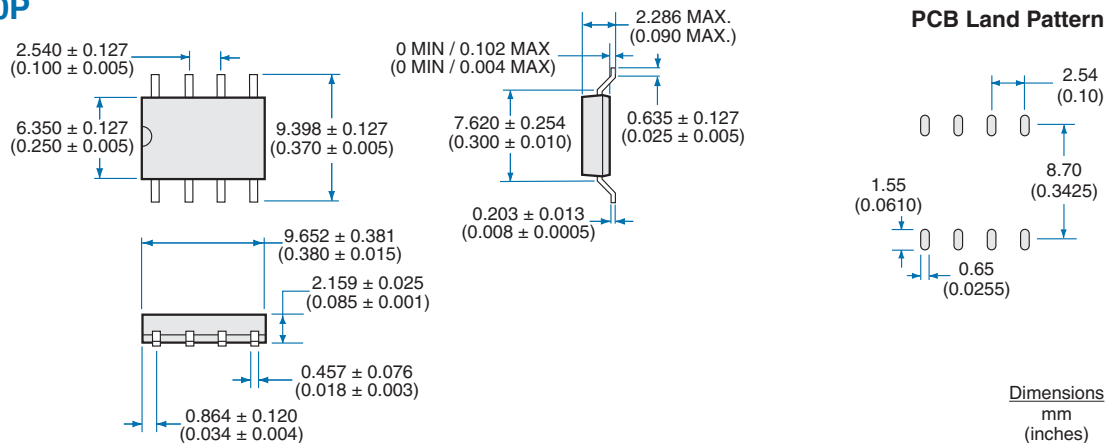 0P
2.540 ± 0.127
(0.100 ± 0.005)
6.350 ± 0.127
(0.250 ± 0.005)
9.398 ± 0.127
(0.370 ± 0.005)
9.652 ± 0.381
(0.380 ± 0.015)
2.159 ± 0.025
(0.085 ± 0.001)
0.457 ± 0.076
(0.018 ± 0.003)
0.864 ± 0.120
(0.034 ± 0.004)
2.286 MAX.
(0.090 MAX.)
0 MIN / 0.102 MAX
(0 MIN / 0.004 MAX)
7.620 ± 0.254
(0.300 ± 0.010)
0.635 ± 0.127
(0.025 ± 0.005)
0.203 ± 0.013
(0.008 ± 0.0005)
PCB Land Pattern
2.54
(0.10)
8.70
(0.3425)
1.55
(0.0610)
0.65
(0.0255)
Dimensions
mm
(inches)